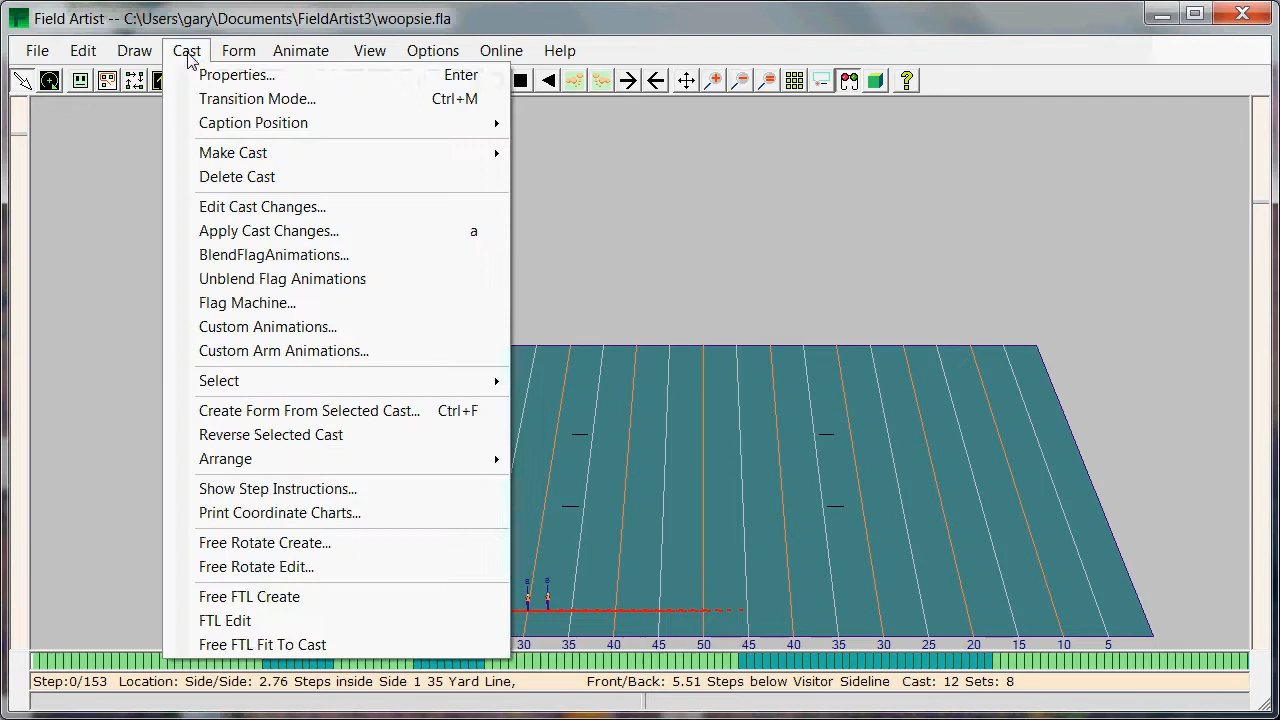 Field Artist -- C:\Users\gary\Documents\FieldArtist3\woopsie.fla
File Edit Draw Cast Form Animate View Options Online Help
Properties... Enter
Transition Mode... Ctrl+M
Caption Position
Make Cast
Delete Cast
Edit Cast Changes...
Apply Cast Changes... a
BlendFlagAnimations...
Unblend Flag Animations
Flag Machine...
Custom Animations...
Custom Arm Animations...
Select
Create Form From Selected Cast... Ctrl+F
Reverse Selected Cast
Arrange
Show Step Instructions...
Print Coordinate Charts...
Free Rotate Create...
Free Rotate Edit...
Free FTL Create
FTL Edit
Free FTL Fit To Cast
30 35 40 45 50 45 40 35 30 25 20 15 10 5
Step:0/153 Location: Side/Side: 2.76 Steps inside Side 1 35 Yard Line, Front/Back: 5.51 Steps below Visitor Sideline Cast: 12 Sets: 8